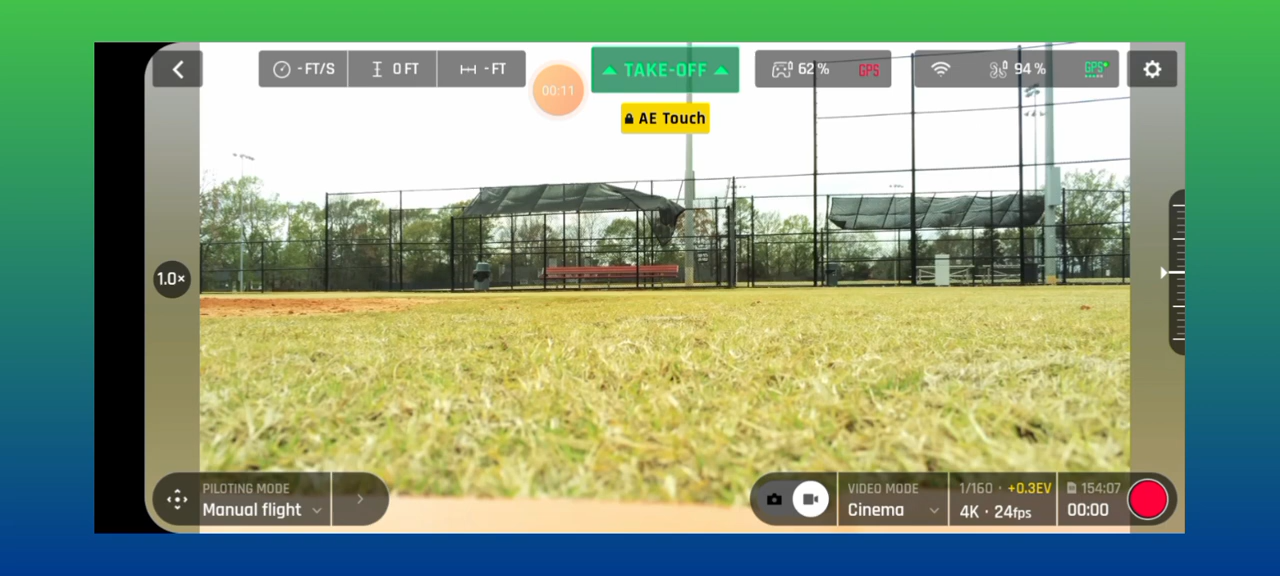 - FT/S
0 FT
- FT
00:11
TAKE-OFF
62 %
GPS
94 %
GPS
AE Touch
1.0×
PILOTING MODE
Manual flight
VIDEO MODE
Cinema
1/160 · +0.3EV
4K · 24fps
154:07
00:00